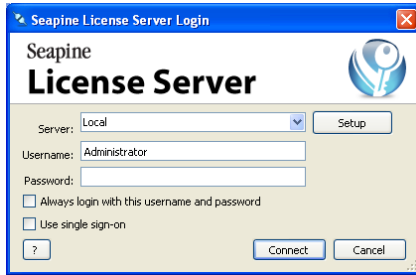 Seapine License Server Login
Seapine
License Server
Server: Local Setup
Username: Administrator
Password:
Always login with this username and password
Use single sign-on
? Connect Cancel